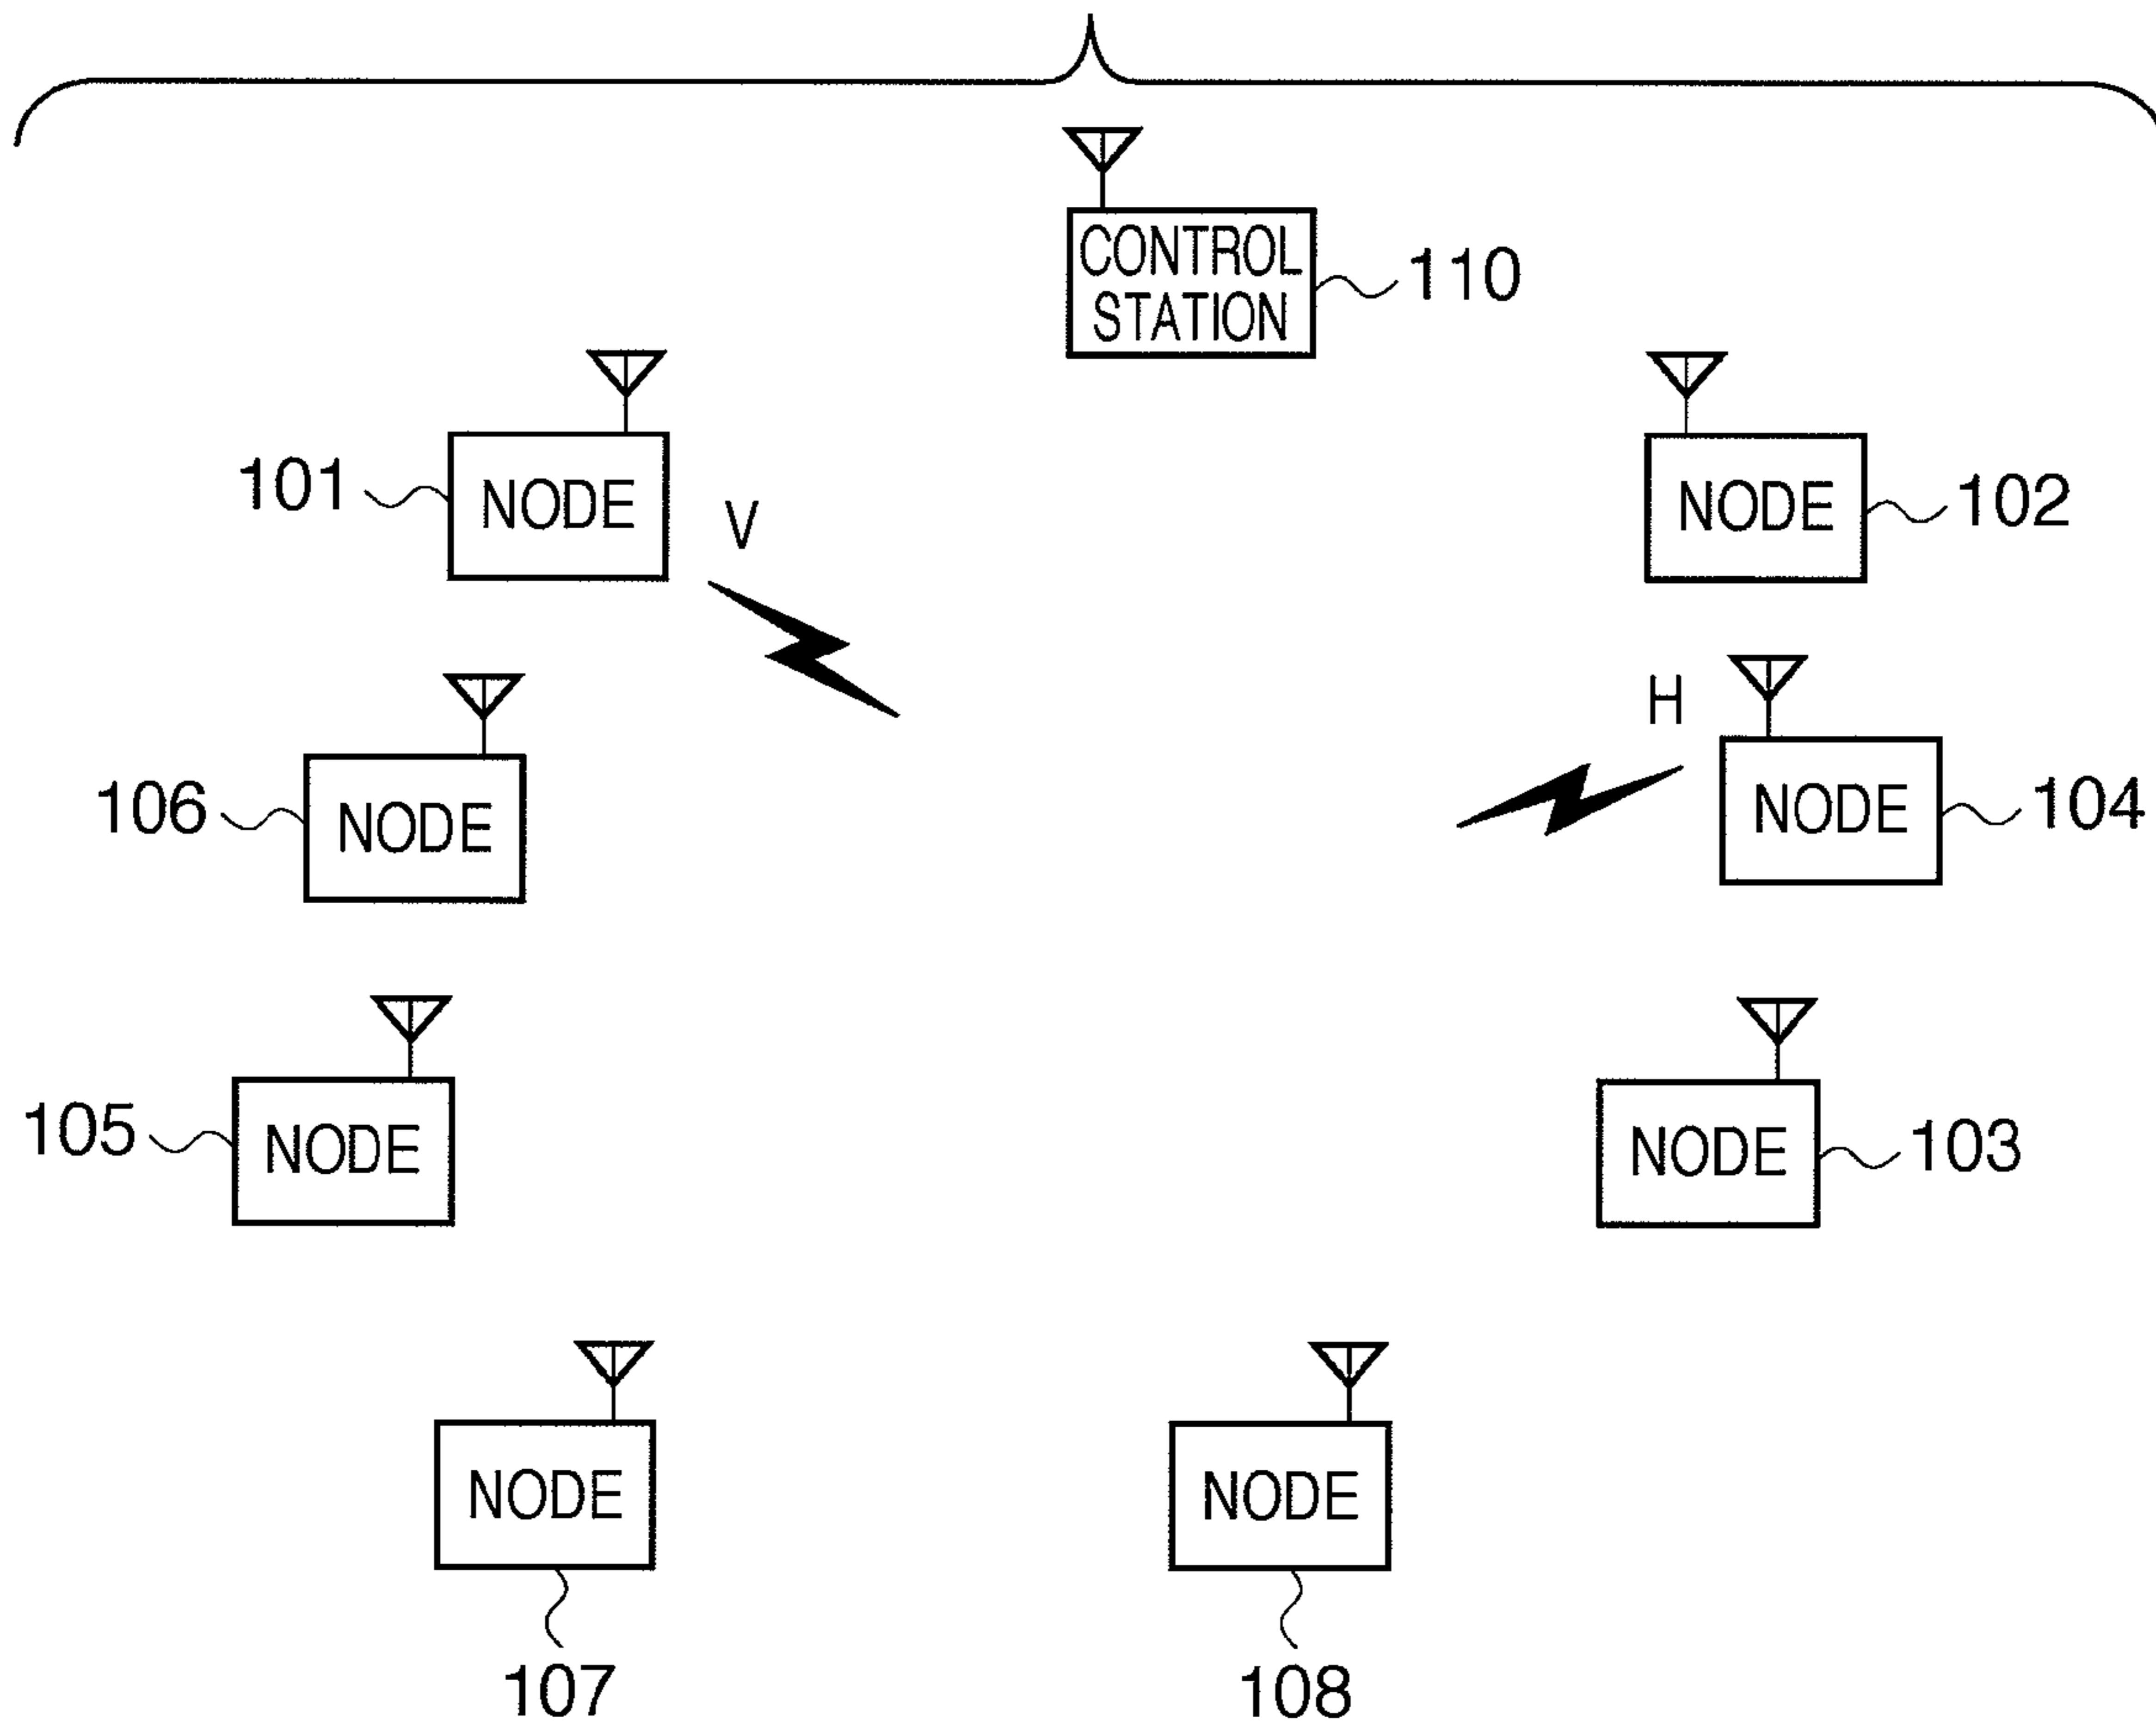 CONTROL
STATION
110
101
NODE
V
NODE
102
H
106
NODE
NODE
104
105
NODE
NODE
103
NODE
NODE
107
108